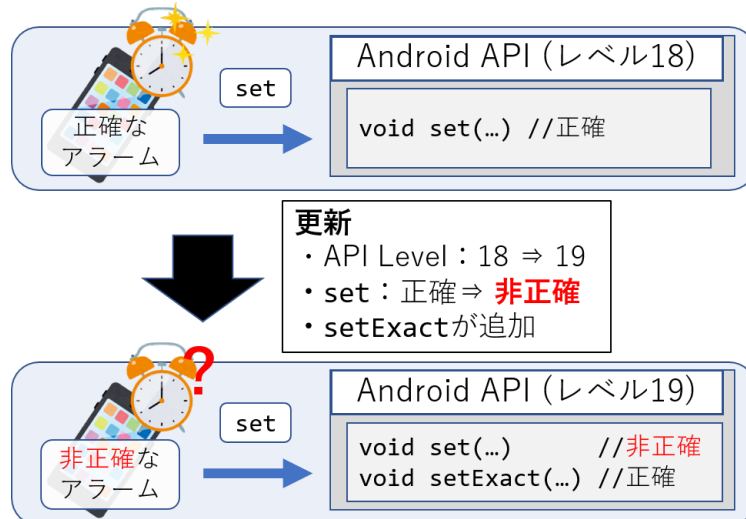 Android API (レベル18)
set
void set(…) //正確
正確な
アラーム
更新
・API Level：18 ⇒ 19
・set：正確⇒ 非正確
・setExactが追加
?
Android API (レベル19)
set
void set(…) //非正確
void setExact(…) //正確
非正確な
アラーム